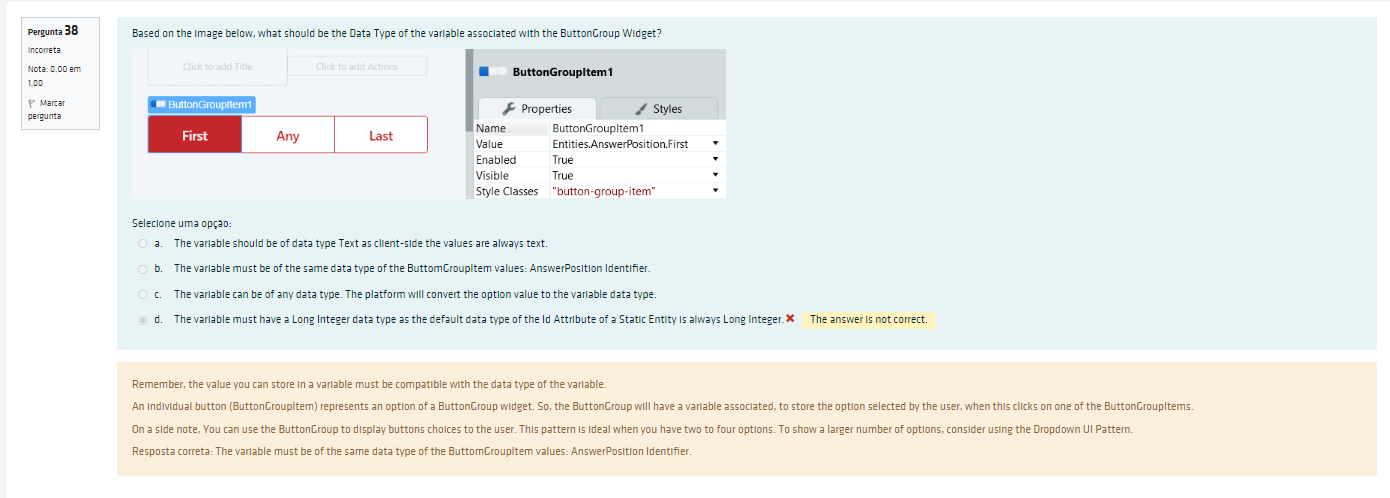 Pergunta 38
Incorreta
Nota: 0,00 em
1,00
Marcar
pergunta
Based on the image below, what should be the Data Type of the variable associated with the ButtonGroup Widget?
Click to add Title
Click to add Actions
ButtonGroupItem1
First Any Last
ButtonGroupItem1
Properties Styles
Name ButtonGroupItem1
Value Entities.AnswerPosition.First
Enabled True
Visible True
Style Classes "button-group-item"
Selecione uma opção:
a. The variable should be of data type Text as client-side the values are always text.
b. The variable must be of the same data type of the ButtomGroupItem values: AnswerPosition Identifier.
c. The variable can be of any data type. The platform will convert the option value to the variable data type.
d. The variable must have a Long Integer data type as the default data type of the Id Attribute of a Static Entity is always Long Integer. The answer is not correct.
Remember, the value you can store in a variable must be compatible with the data type of the variable.
An individual button (ButtonGroupItem) represents an option of a ButtonGroup widget. So, the ButtonGroup will have a variable associated, to store the option selected by the user, when this clicks on one of the ButtonGroupItems.
On a side note, You can use the ButtonGroup to display buttons choices to the user. This pattern is ideal when you have two to four options. To show a larger number of options, consider using the Dropdown UI Pattern.
Resposta correta: The variable must be of the same data type of the ButtomGroupItem values: AnswerPosition Identifier.